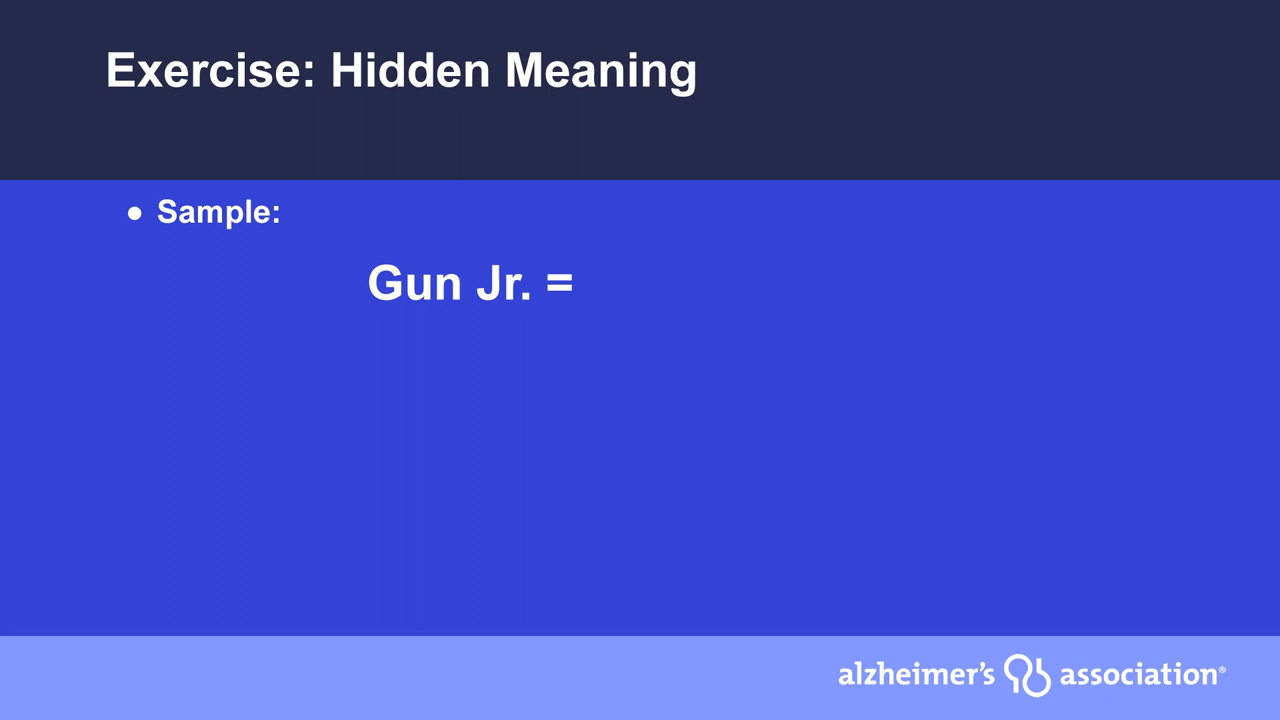 Exercise: Hidden Meaning
● Sample:
Gun Jr. =
alzheimer's association®